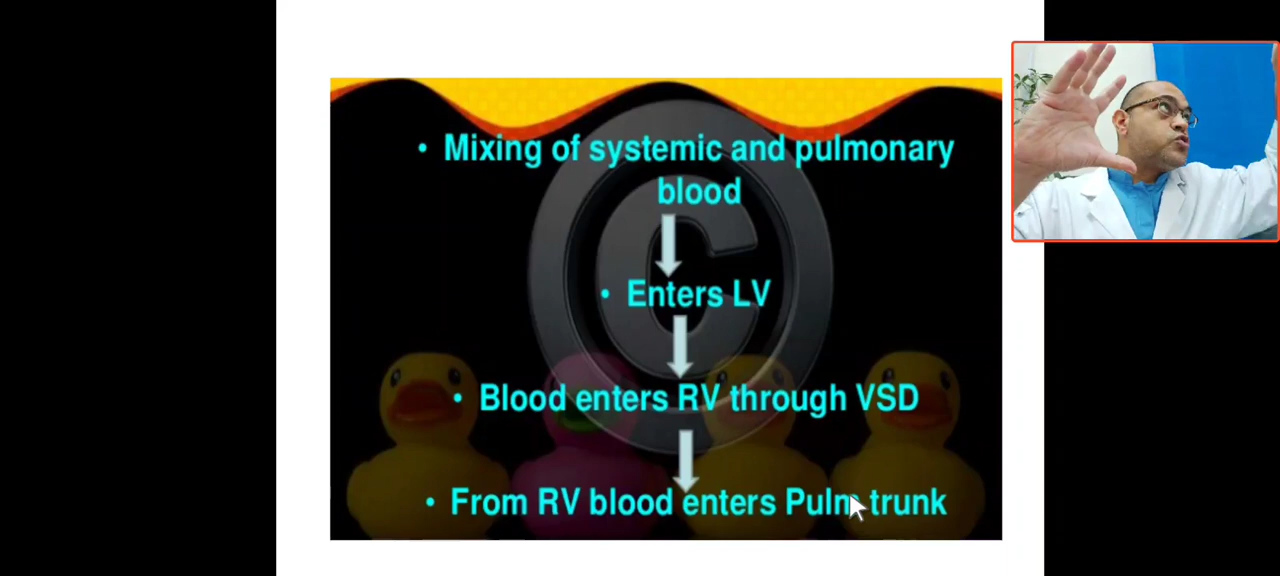 • Mixing of systemic and pulmonary
blood
• Enters LV
• Blood enters RV through VSD
• From RV blood enters Pulm trunk